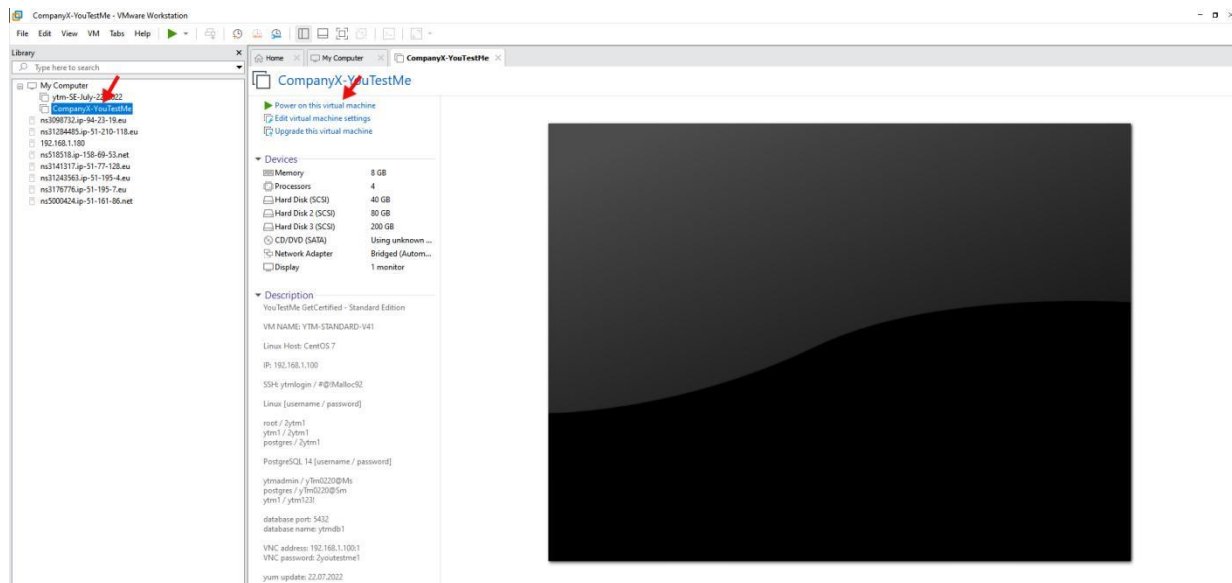 CompanyX-YouTestMe - VMware Workstation
File Edit View VM Tabs Help
Library
Type here to search
My Computer
CompanyX-YouTestMe
ns3098732.ip-94-23-19.eu
ns31284485.ip-51-210-118.eu
192.168.1.180
ns518518.ip-158-69-53.net
ns3141317.ip-51-77-128.eu
ns31243563.ip-51-195-4.eu
ns3176776.ip-51-195-7.eu
ns5000424.ip-51-161-86.net
Home My Computer CompanyX-YouTestMe
CompanyX-YouTestMe
Power on this virtual machine
Edit virtual machine settings
Upgrade this virtual machine
Devices
Memory 8 GB
Processors 4
Hard Disk (SCSI) 40 GB
Hard Disk 2 (SCSI) 80 GB
Hard Disk 3 (SCSI) 200 GB
CD/DVD (SATA) Using unknown ...
Network Adapter Bridged (Autom...
Display 1 monitor
Description
YouTestMe GetCertified - Standard Edition
VM NAME: YTM-STANDARD-V41
Linux Host: CentOS 7
IP: 192.168.1.100
SSH: ytmlogin / #@!Malloc92
Linux [username / password]
root / 2ytm1
ytm1 / 2ytm1
postgres / 2ytm1
PostgreSQL 14 [username / password]
ytmadmin / yTm0220@Ms
postgres / yTm0220@Sm
ytm1 / ytm123!
database port: 5432
database name: ytmdb1
VNC address: 192.168.1.100:1
VNC password: 2youtestme1
yum update: 22.07.2022